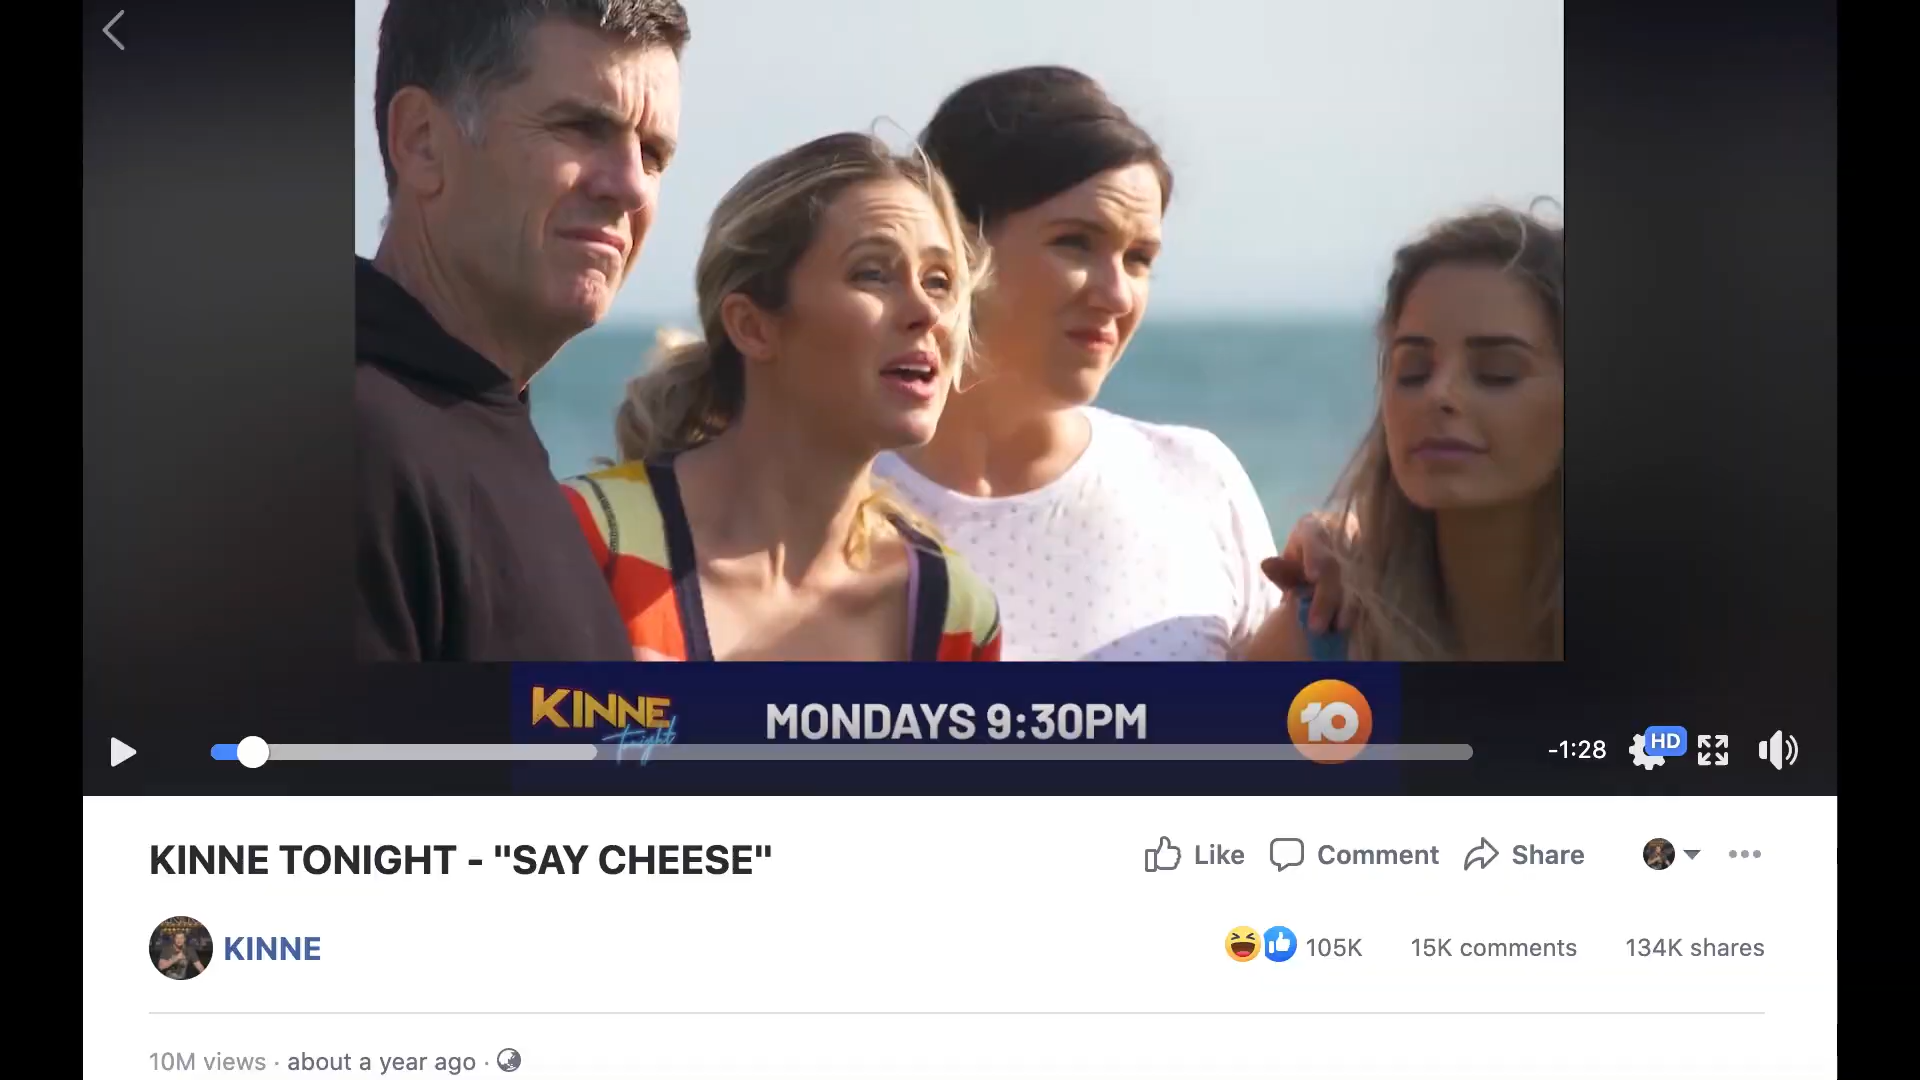 KINNE
Tonight
MONDAYS 9:30PM
10
-1:28
HD
KINNE TONIGHT - "SAY CHEESE"
Like
Comment
Share
KINNE
105K
15K comments
134K shares
10M views · about a year ago ·